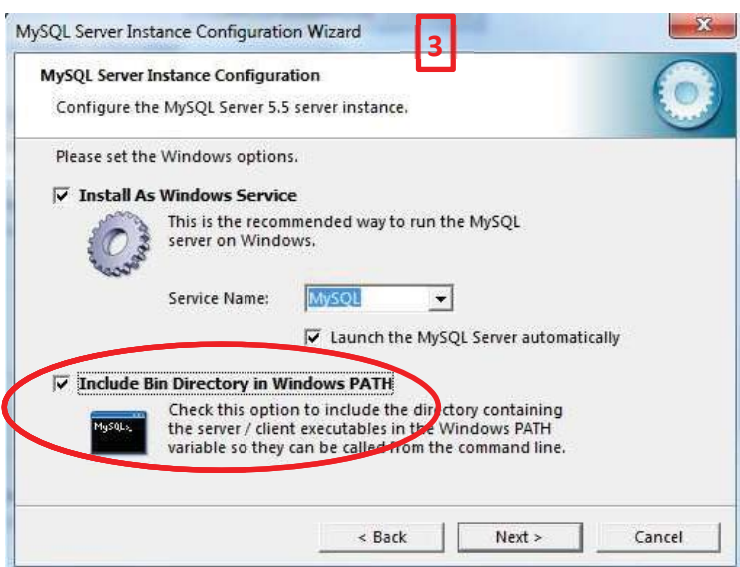 MySQL Server Instance Configuration Wizard
3
MySQL Server Instance Configuration
Configure the MySQL Server 5.5 server instance.
Please set the Windows options.
Install As Windows Service
This is the recommended way to run the MySQL
server on Windows.
Service Name: MySQL
Launch the MySQL Server automatically
Include Bin Directory in Windows PATH
MySQL>_
Check this option to include the directory containing
the server / client executables in the Windows PATH
variable so they can be called from the command line.
< Back Next > Cancel